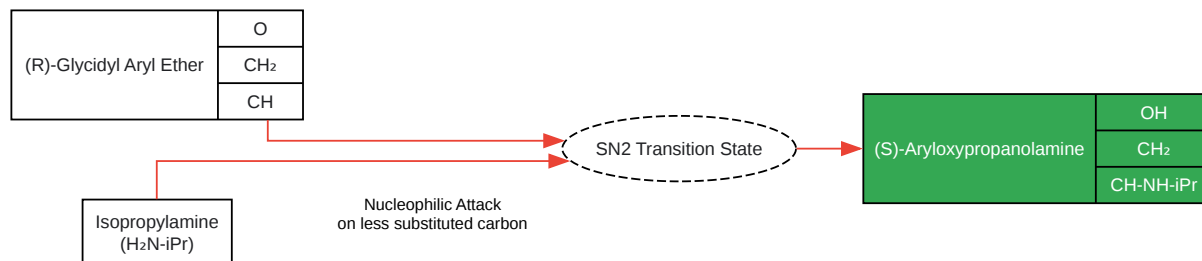 (R)-Glycidyl Aryl Ether
O
CH₂
CH
Isopropylamine
(H₂N-iPr)
Nucleophilic Attack
on less substituted carbon
SN2 Transition State
(S)-Aryloxypropanolamine
OH
CH₂
CH-NH-iPr